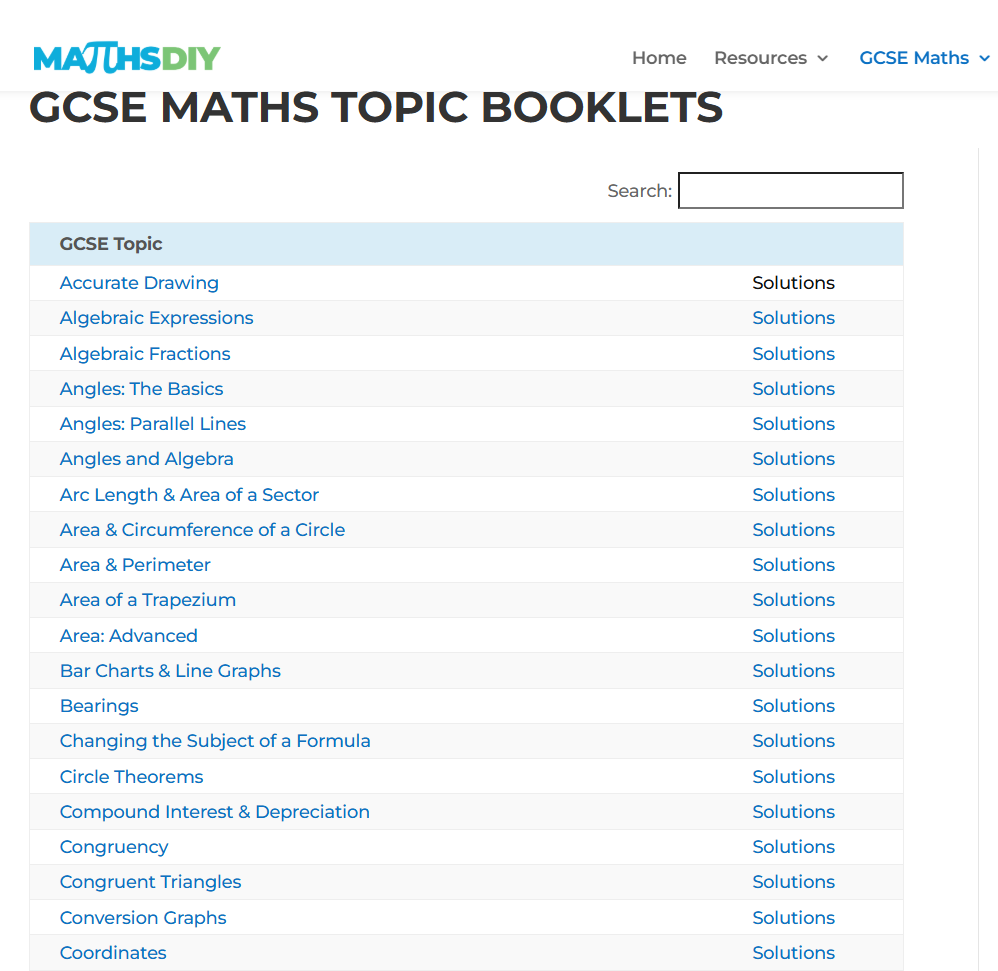 MATHSDIY
Home Resources GCSE Maths
GCSE MATHS TOPIC BOOKLETS
Search:
GCSE Topic
Accurate Drawing Solutions
Algebraic Expressions Solutions
Algebraic Fractions Solutions
Angles: The Basics Solutions
Angles: Parallel Lines Solutions
Angles and Algebra Solutions
Arc Length & Area of a Sector Solutions
Area & Circumference of a Circle Solutions
Area & Perimeter Solutions
Area of a Trapezium Solutions
Area: Advanced Solutions
Bar Charts & Line Graphs Solutions
Bearings Solutions
Changing the Subject of a Formula Solutions
Circle Theorems Solutions
Compound Interest & Depreciation Solutions
Congruency Solutions
Congruent Triangles Solutions
Conversion Graphs Solutions
Coordinates Solutions